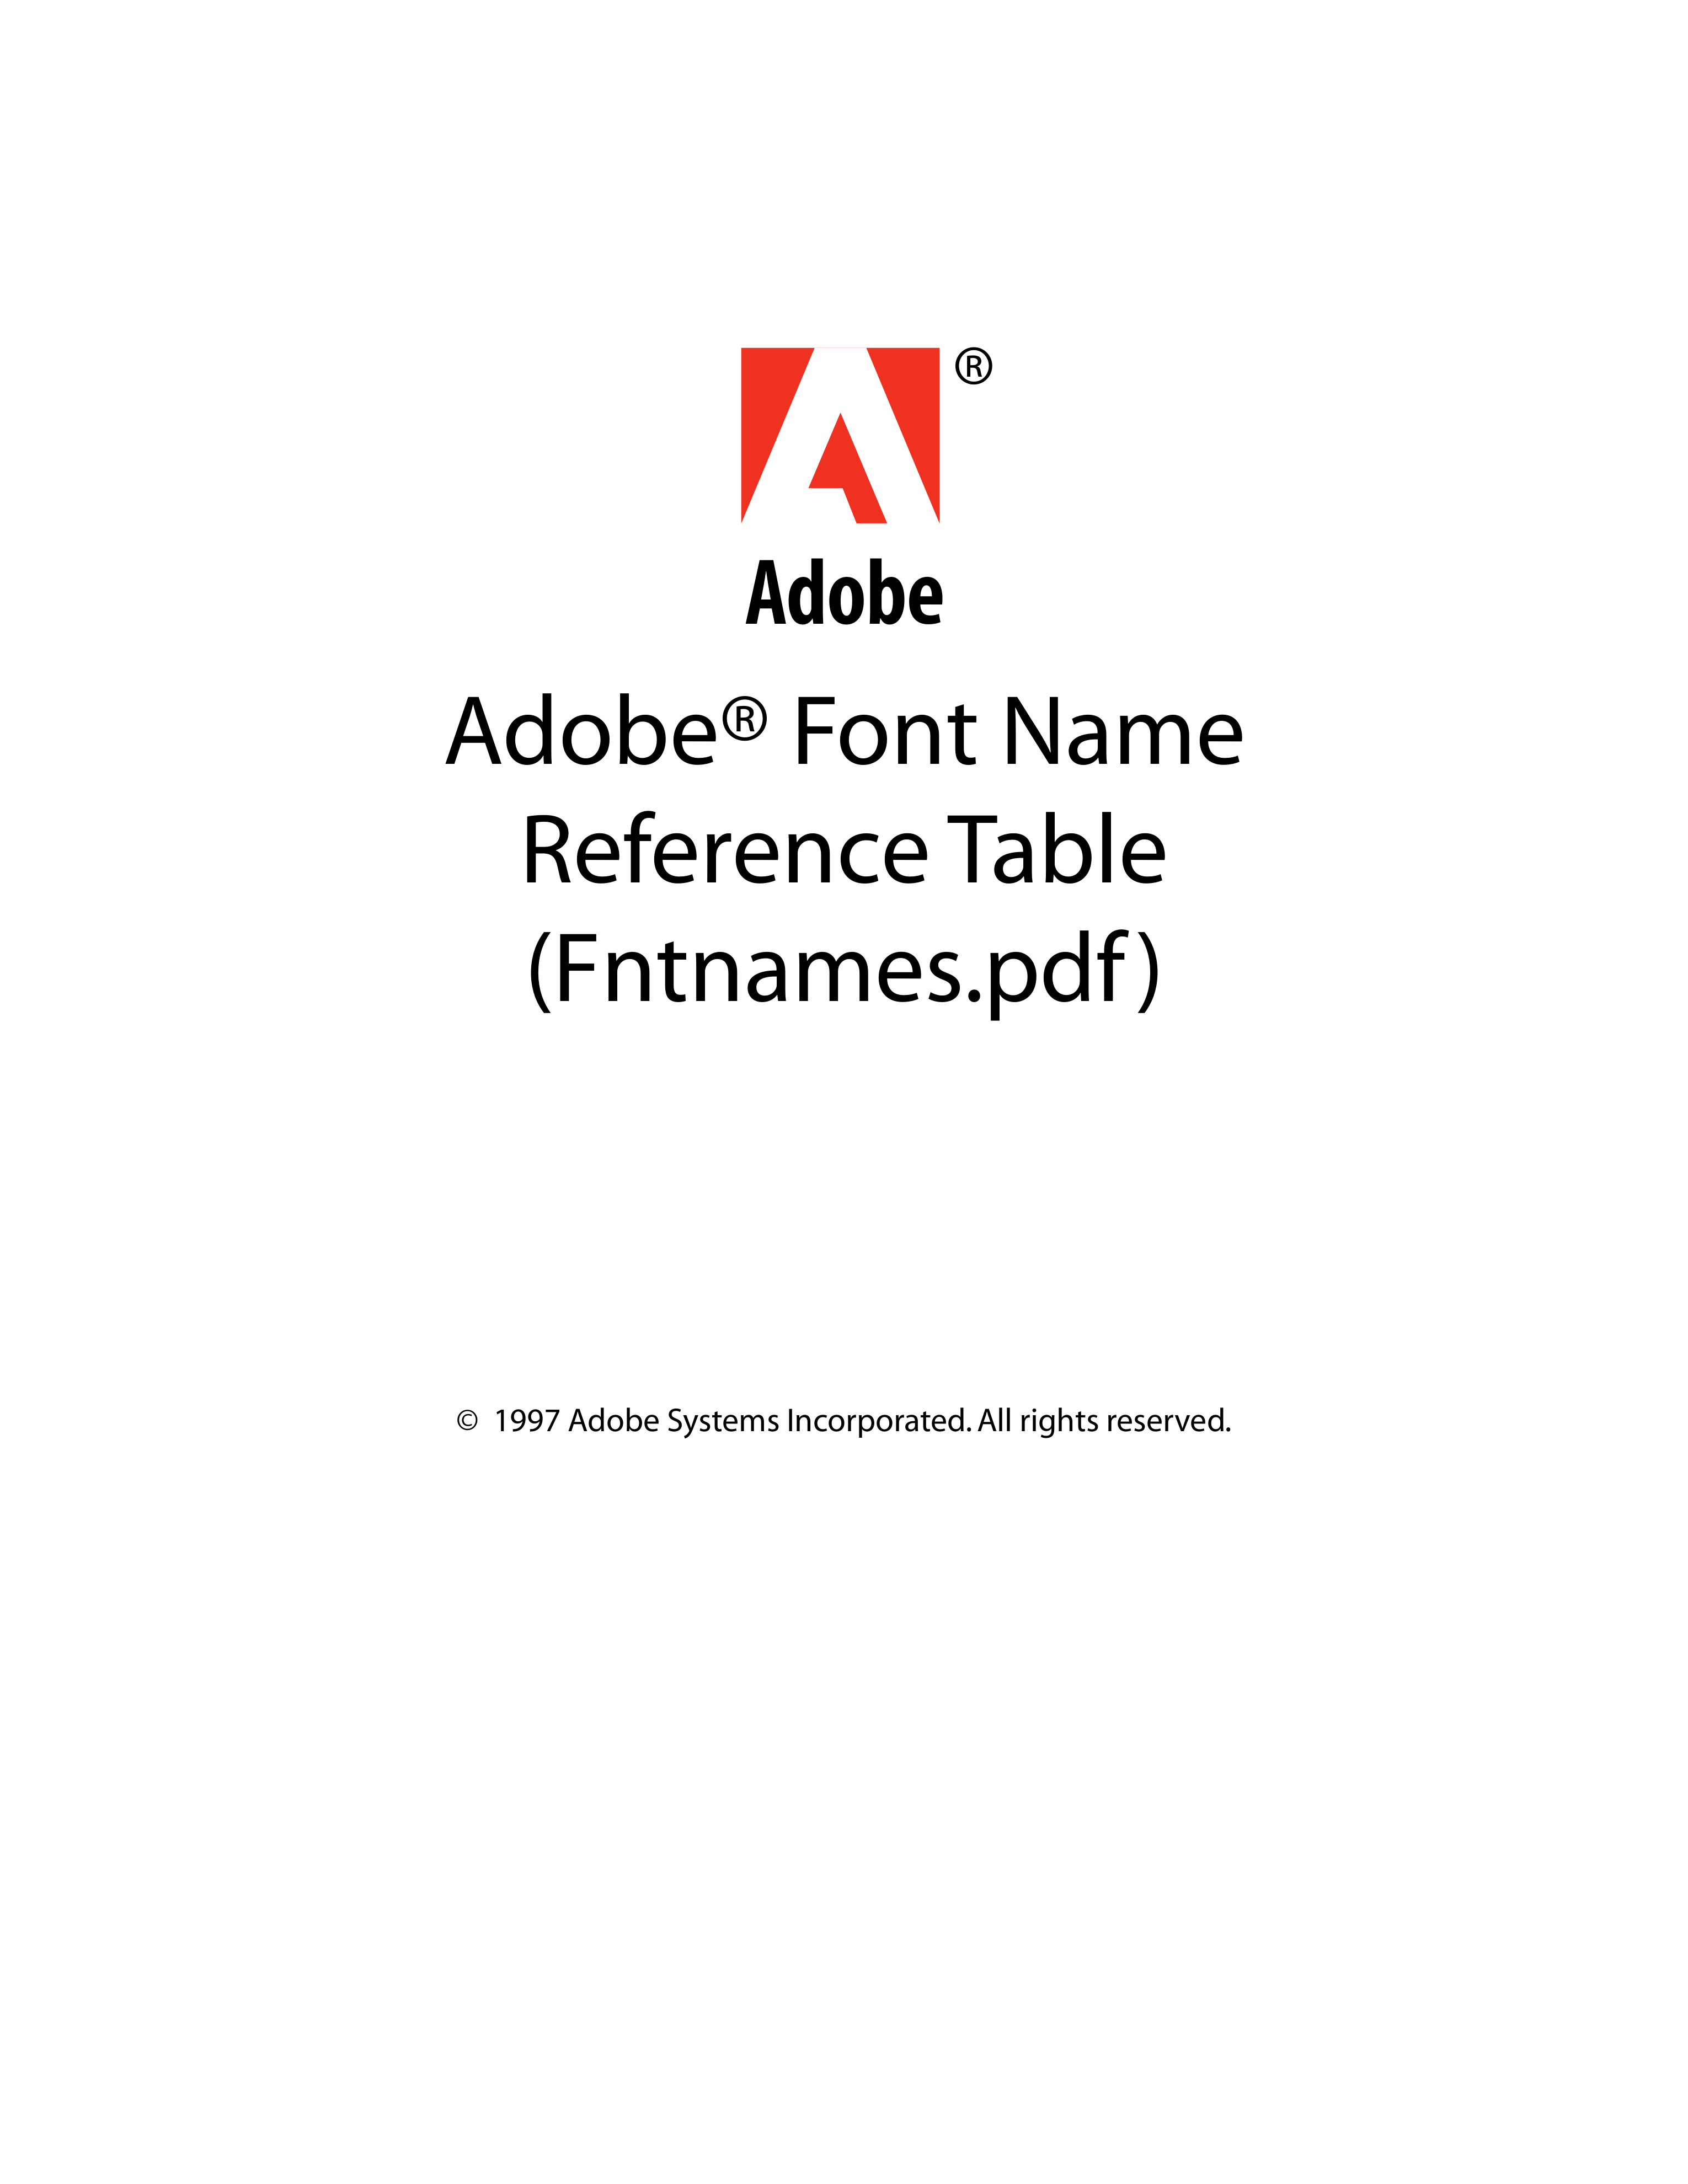 ®
Adobe
Adobe® Font Name
Reference Table
(Fntnames.pdf)
© 1997 Adobe Systems Incorporated. All rights reserved.